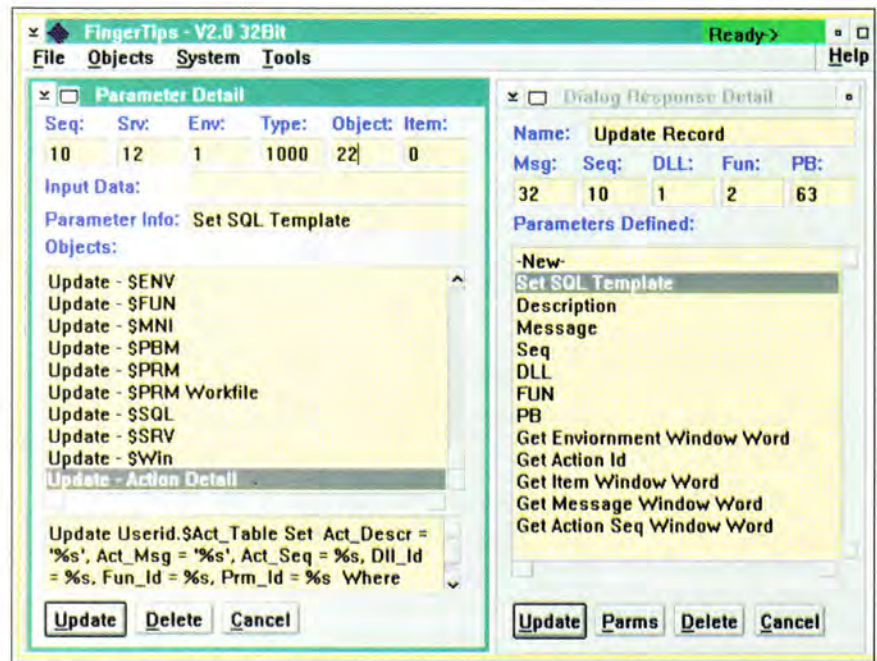 FingerTips - V2.0 32Bit Ready->
File Objects System Tools Help
Parameter Detail
Seq: Srv: Env: Type: Object: Item:
10 12 1 1000 22 0
Input Data:
Parameter Info: Set SQL Template
Objects:
Update - $ENV
Update - $FUN
Update - $MNI
Update - $PBM
Update - $PRM
Update - $PRM Workfile
Update - $SQL
Update - $SRV
Update - $Win
Update - Action Detail
Update Userid.$Act_Table Set Act_Descr =
'%s', Act_Msg = '%s', Act_Seq = %s, Dll_Id
= %s, Fun_Id = %s, Prm_Id = %s Where
Update Delete Cancel
Dialog Response Detail
Name: Update Record
Msg: Seq: DLL: Fun: PB:
32 10 1 2 63
Parameters Defined:
-New-
Set SQL Template
Description
Message
Seq
DLL
FUN
PB
Get Enviornment Window Word
Get Action Id
Get Item Window Word
Get Message Window Word
Get Action Seq Window Word
Update Parms Delete Cancel